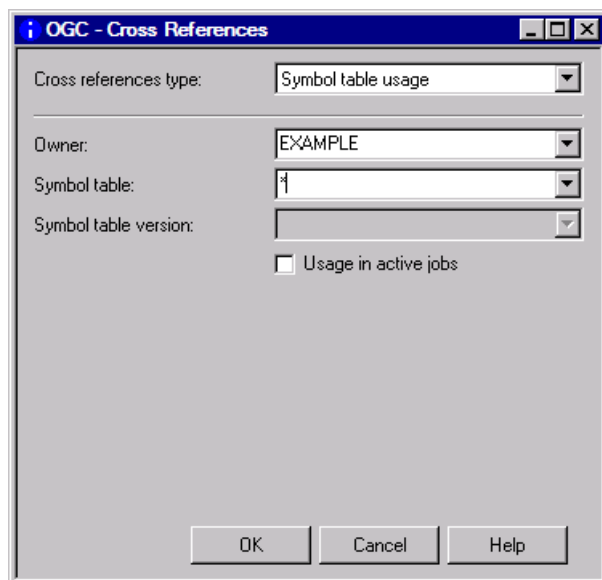 OGC - Cross References
Cross references type: Symbol table usage
Owner: EXAMPLE
Symbol table: *
Symbol table version:
Usage in active jobs
OK Cancel Help